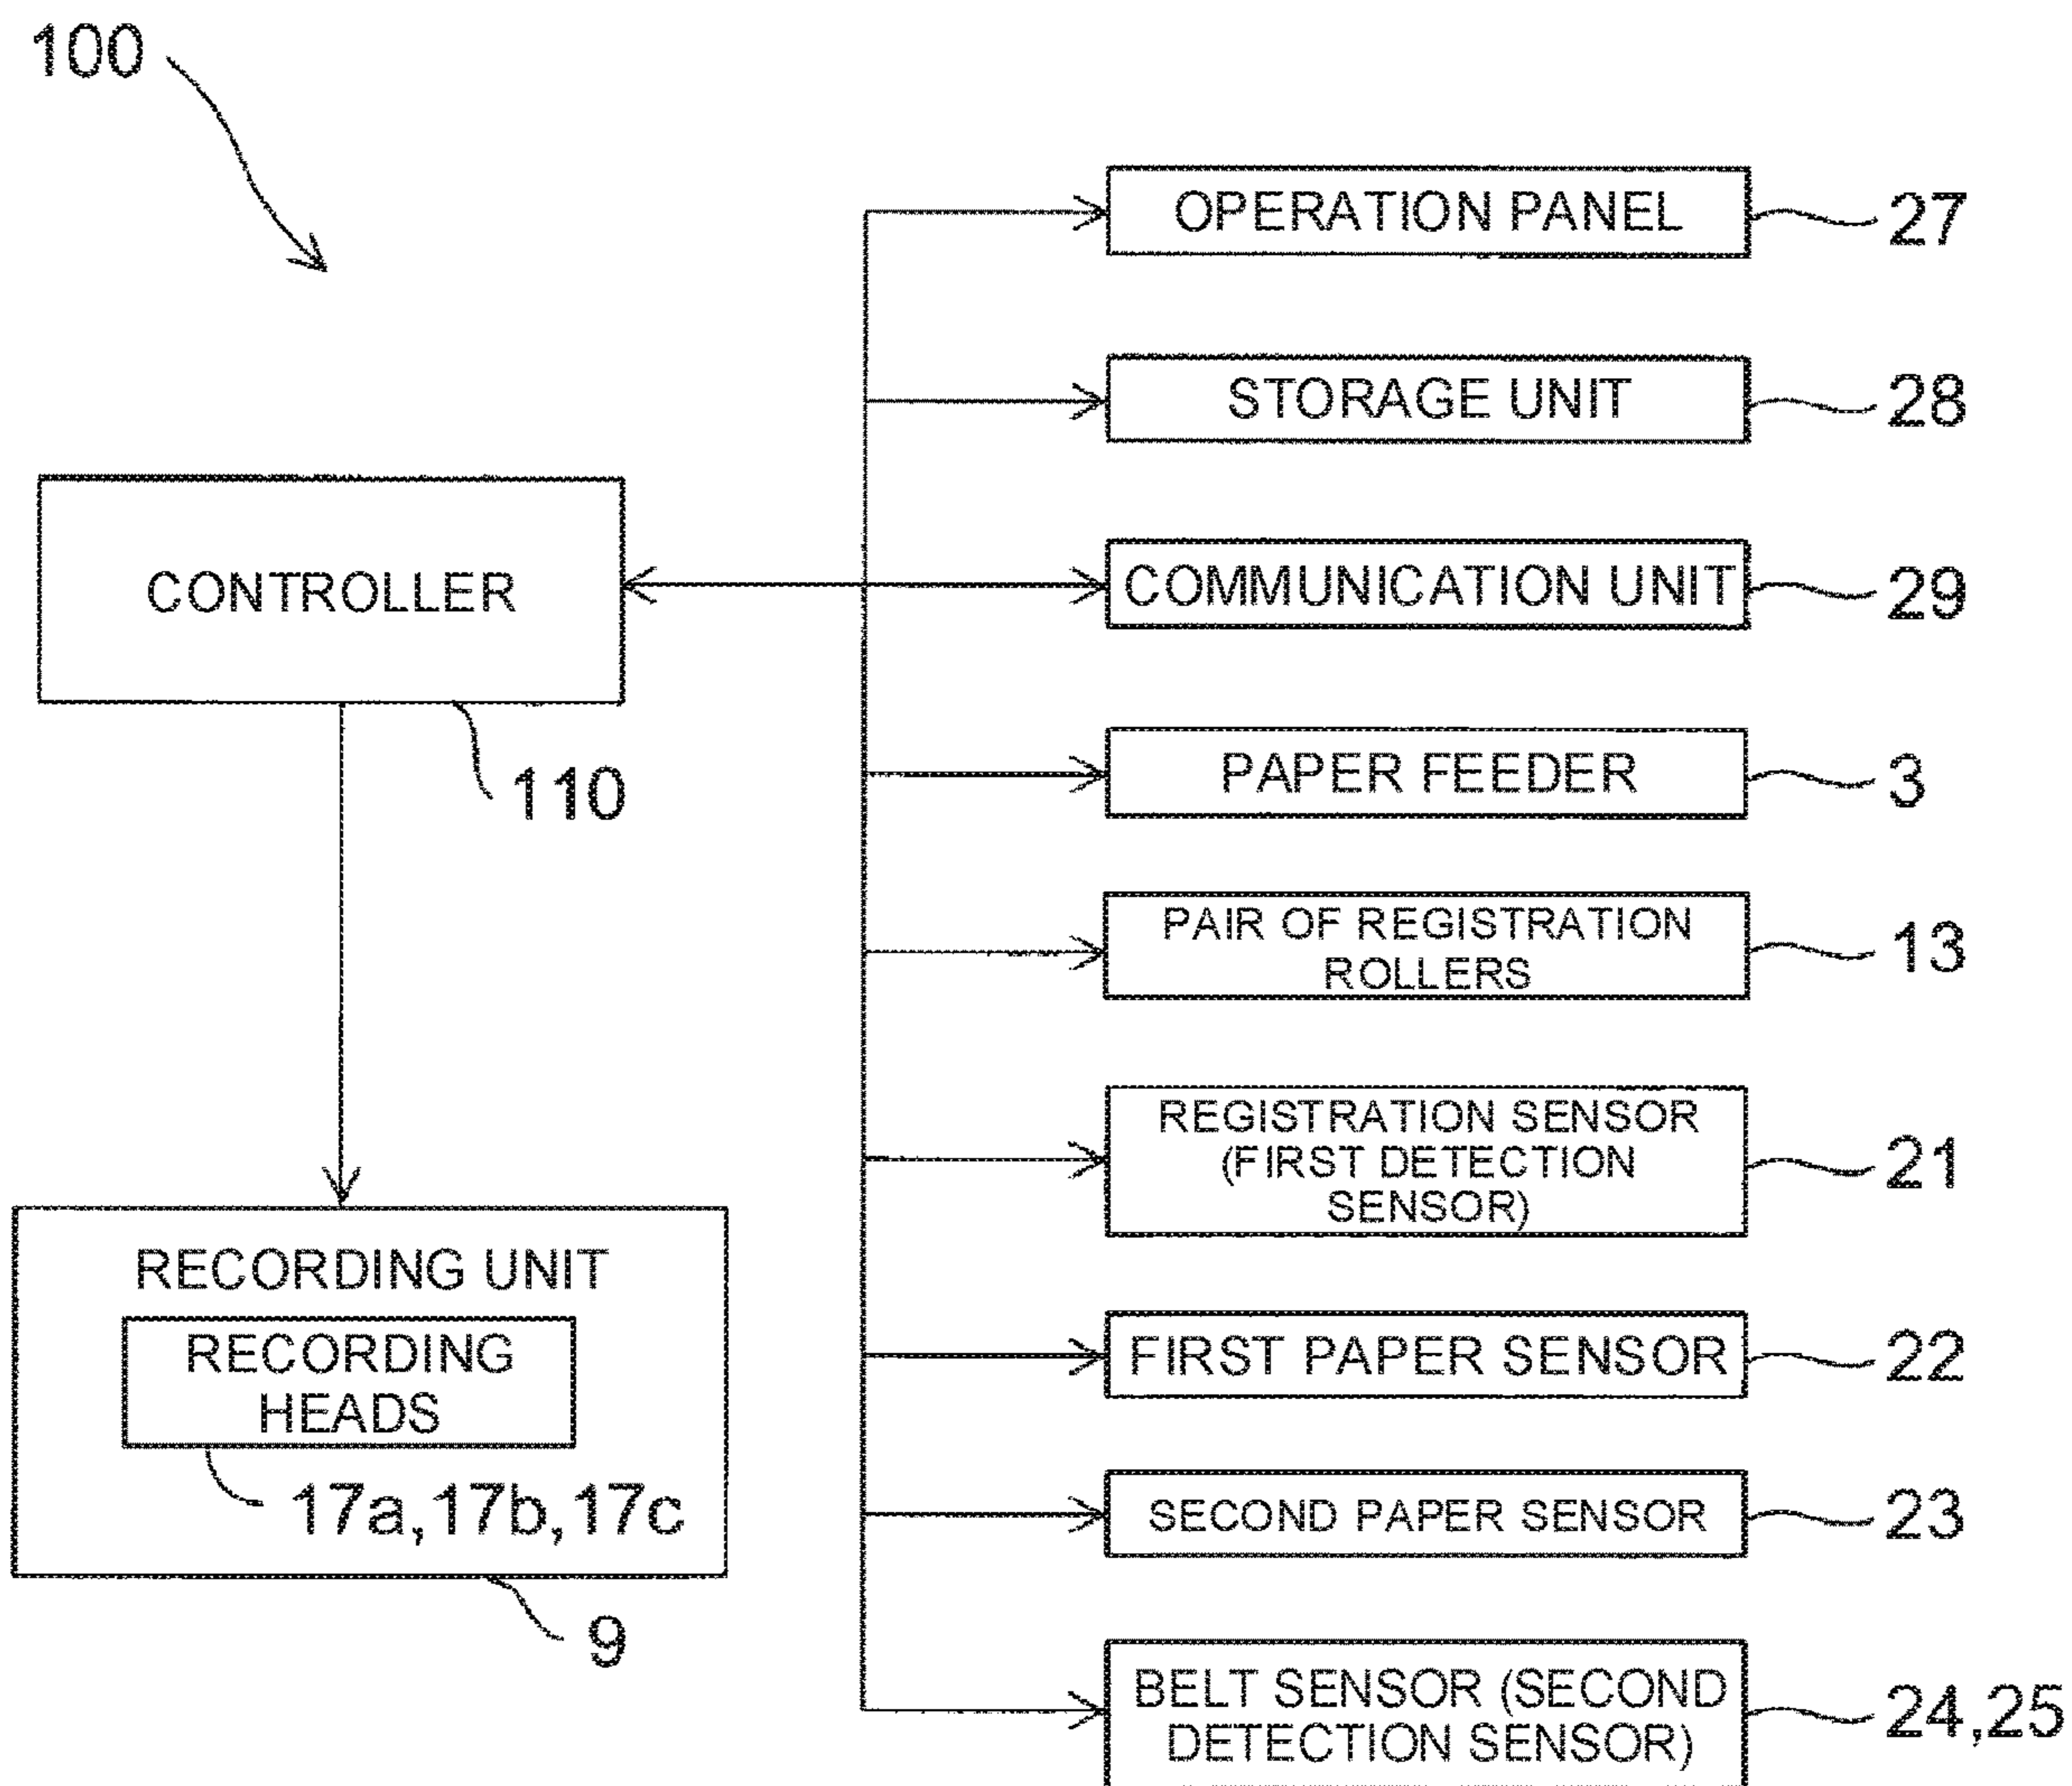 100
OPERATION PANEL
27
STORAGE UNIT
28
CONTROLLER
110
COMMUNICATION UNIT
29
PAPER FEEDER
3
PAIR OF REGISTRATION
ROLLERS
13
REGISTRATION SENSOR
(FIRST DETECTION
SENSOR)
21
RECORDING UNIT
RECORDING
HEADS
17a,17b,17c
9
FIRST PAPER SENSOR
22
SECOND PAPER SENSOR
23
BELT SENSOR (SECOND
DETECTION SENSOR)
24,25